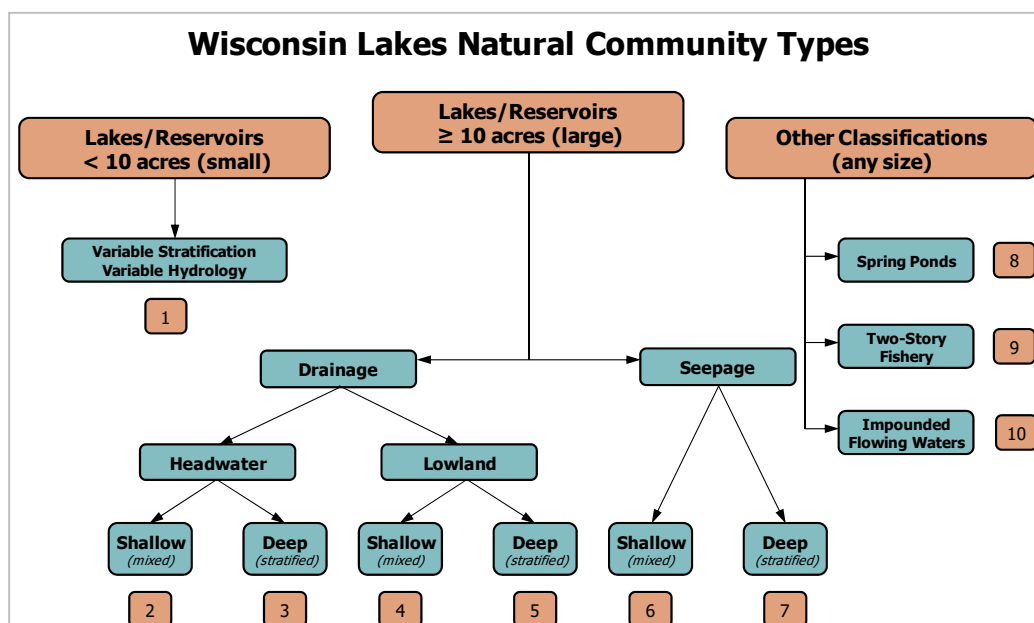 Wisconsin Lakes Natural Community Types
Lakes/Reservoirs
< 10 acres (small)
Lakes/Reservoirs
≥ 10 acres (large)
Other Classifications
(any size)
Variable Stratification
Variable Hydrology
1
Spring Ponds
8
Two-Story
Fishery
9
Impounded
Flowing Waters
10
Drainage
Seepage
Headwater
Lowland
Shallow
(mixed)
Deep
(stratified)
Shallow
(mixed)
Deep
(stratified)
Shallow
(mixed)
Deep
(stratified)
2
3
4
5
6
7